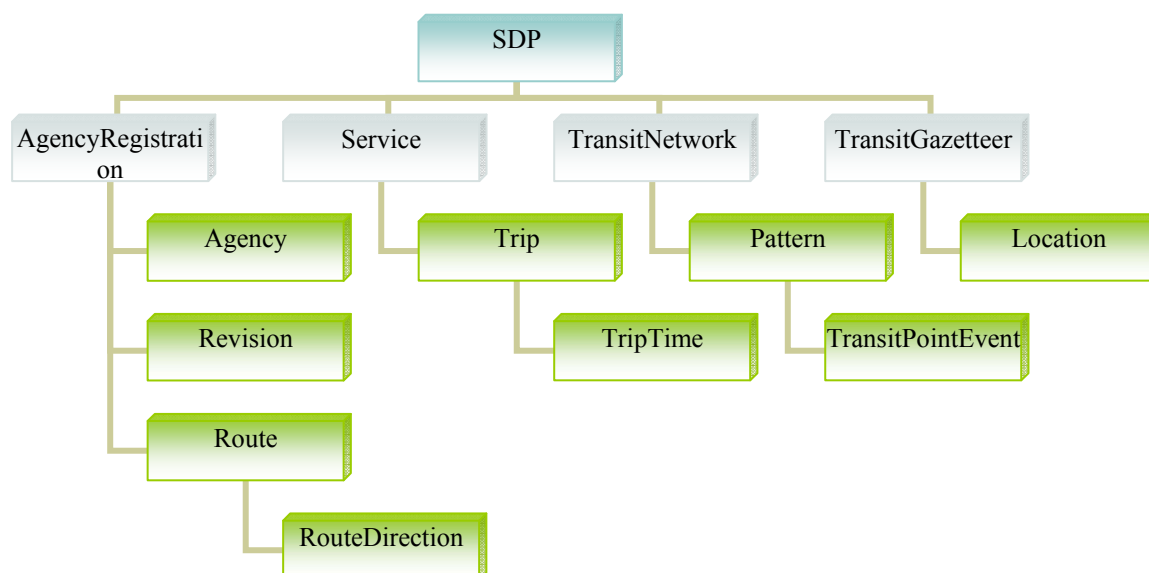 SDP
AgencyRegistrati
on
Service
TransitNetwork
TransitGazetteer
Agency
Trip
Pattern
Location
Revision
TripTime
TransitPointEvent
Route
RouteDirection